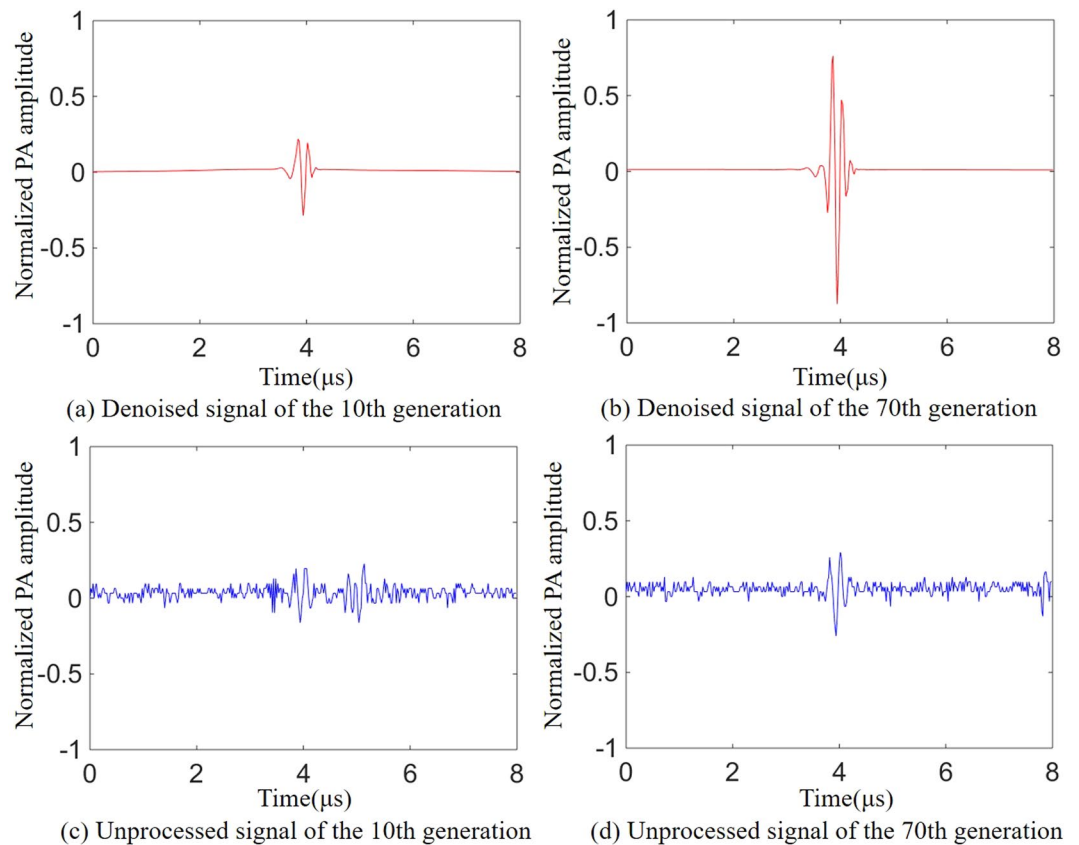 Normalized PA amplitude
1
0.5
0
-0.5
-1
0 2 4 6 8
Time(μs)
(a) Denoised signal of the 10th generation
Normalized PA amplitude
1
0.5
0
-0.5
-1
0 2 4 6 8
Time(μs)
(b) Denoised signal of the 70th generation
Normalized PA amplitude
1
0.5
0
-0.5
-1
0 2 4 6 8
Time(μs)
(c) Unprocessed signal of the 10th generation
Normalized PA amplitude
1
0.5
0
-0.5
-1
0 2 4 6 8
Time(μs)
(d) Unprocessed signal of the 70th generation